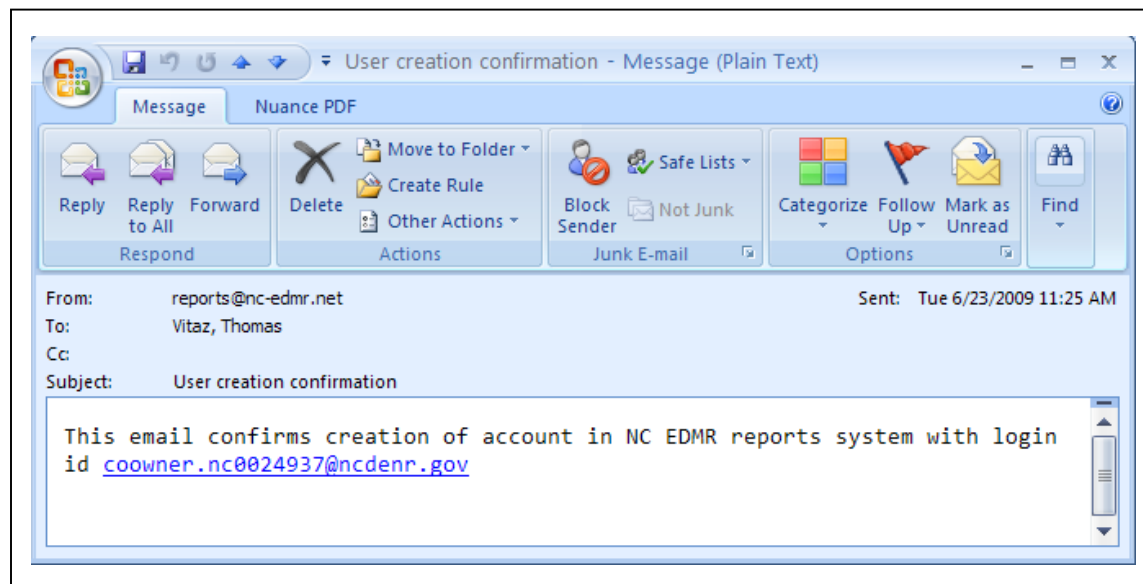 User creation confirmation - Message (Plain Text)
Message Nuance PDF
Reply
Reply to All
Forward
Respond
Delete
Move to Folder
Create Rule
Other Actions
Actions
Block Sender
Safe Lists
Not Junk
Junk E-mail
Categorize
Follow Up
Mark as Unread
Options
Find
From: reports@nc-edmr.net Sent: Tue 6/23/2009 11:25 AM
To: Vitaz, Thomas
Cc:
Subject: User creation confirmation
This email confirms creation of account in NC EDMR reports system with login
id coowner.nc0024937@ncdenr.gov